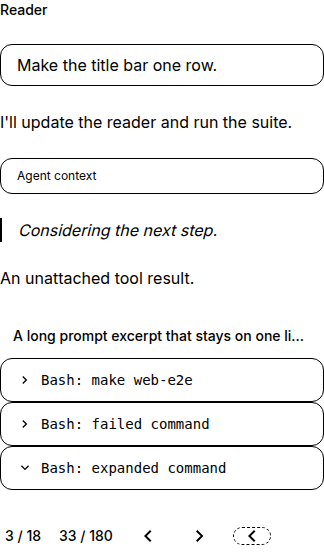 Reader
Make the title bar one row.
I'll update the reader and run the suite.
Agent context
Considering the next step.
An unattached tool result.
A long prompt excerpt that stays on one li...
Bash: make web-e2e
Bash: failed command
Bash: expanded command
3 / 18 33 / 180